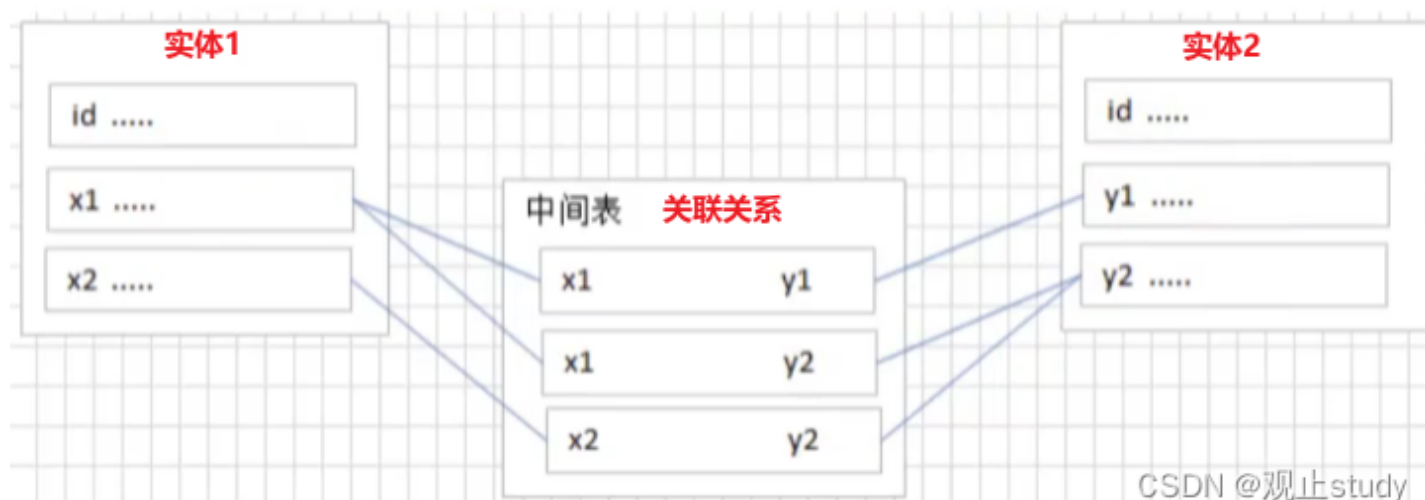 实体1
id .....
x1 .....
x2 .....
中间表 关联关系
x1 y1
x1 y2
x2 y2
实体2
id .....
y1 .....
y2 .....
CSDN @观止study